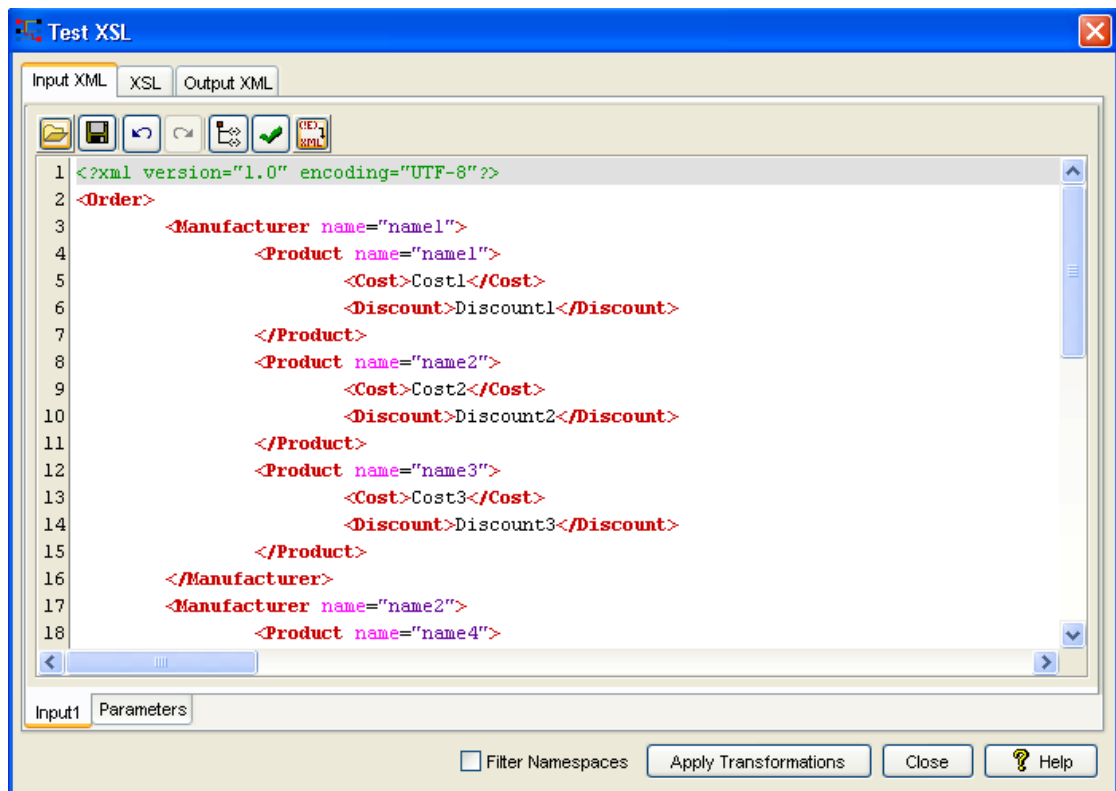 Test XSL
Input XML XSL Output XML
(!E) XML
1 <?xml version="1.0" encoding="UTF-8"?>
2 <Order>
3 <Manufacturer name="name1">
4 <Product name="name1">
5 <Cost>Cost1</Cost>
6 <Discount>Discount1</Discount>
7 </Product>
8 <Product name="name2">
9 <Cost>Cost2</Cost>
10 <Discount>Discount2</Discount>
11 </Product>
12 <Product name="name3">
13 <Cost>Cost3</Cost>
14 <Discount>Discount3</Discount>
15 </Product>
16 </Manufacturer>
17 <Manufacturer name="name2">
18 <Product name="name4">
Input1 Parameters
Filter Namespaces Apply Transformations Close ? Help